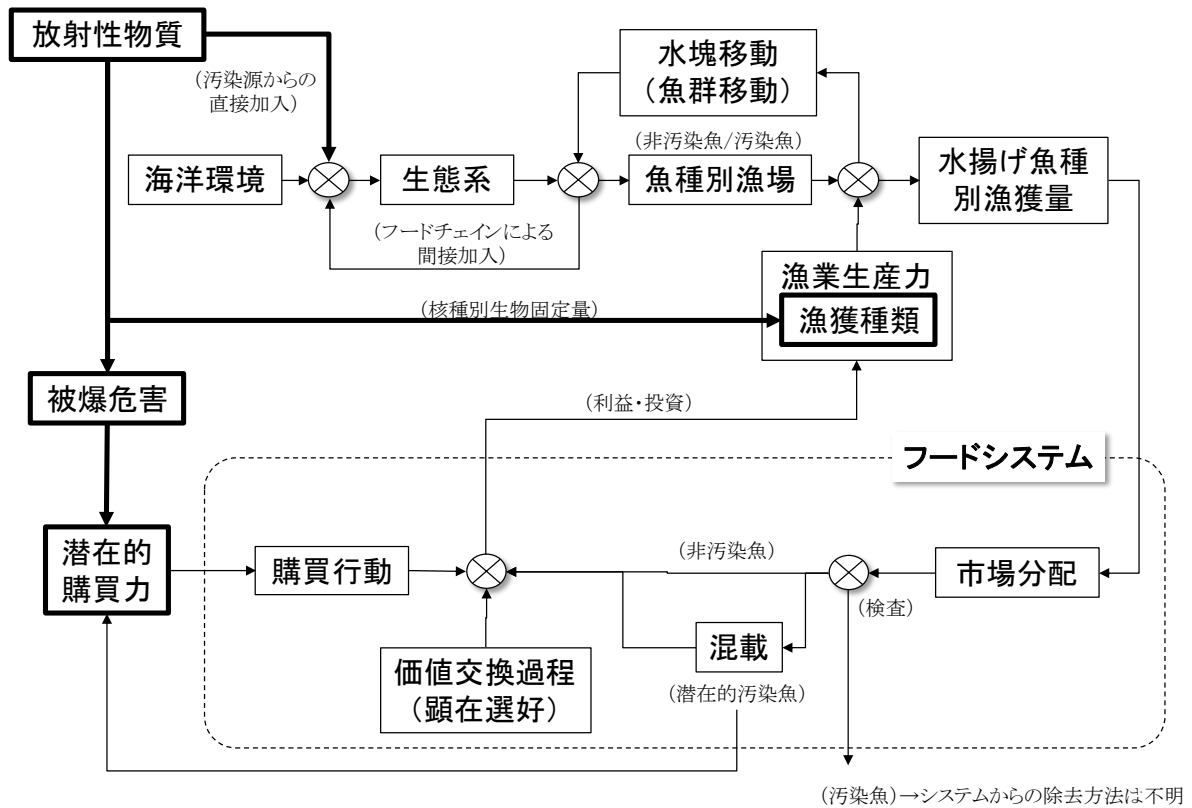 放射性物質
(汚染源からの
直接加入)
水塊移動
(魚群移動)
(非汚染魚/汚染魚)
海洋環境
生態系
魚種別漁場
水揚げ魚種
別漁獲量
(フードチェインによる
間接加入)
漁業生産力
漁獲種類
(核種別生物固定量)
被爆危害
(利益・投資)
フードシステム
潜在的
購買力
購買行動
(非汚染魚)
市場分配
(検査)
混載
価値交換過程
(顕在選好)
(潜在的汚染魚)
(汚染魚)→システムからの除去方法は不明